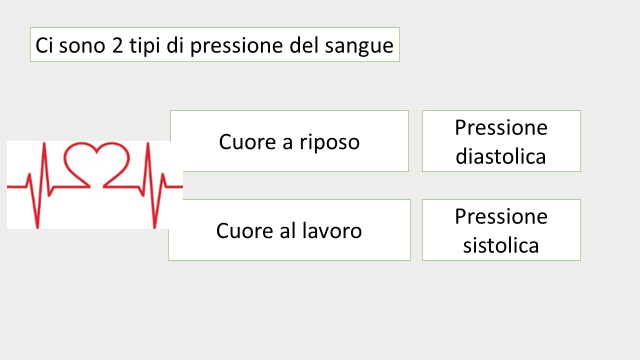 Ci sono 2 tipi di pressione del sangue
Cuore a riposo
Pressione
diastolica
Cuore al lavoro
Pressione
sistolica